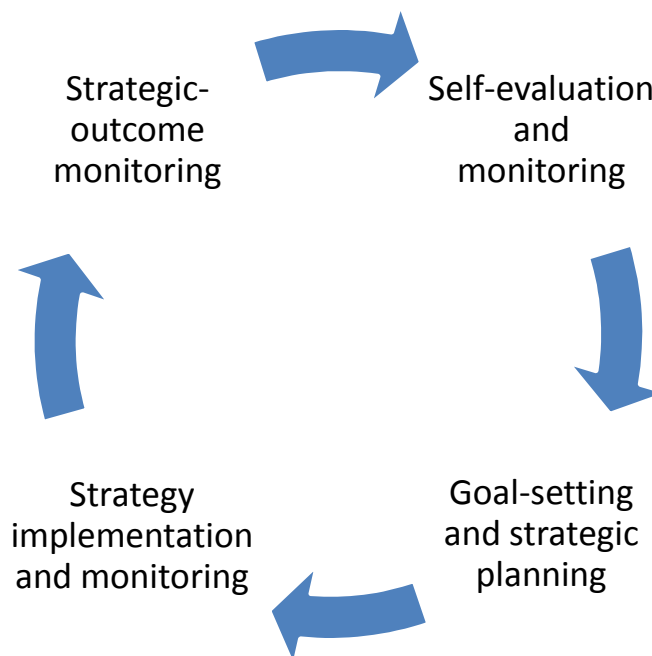 Strategic-
outcome
monitoring
Self-evaluation
and
monitoring
Goal-setting
and strategic
planning
Strategy
implementation
and monitoring